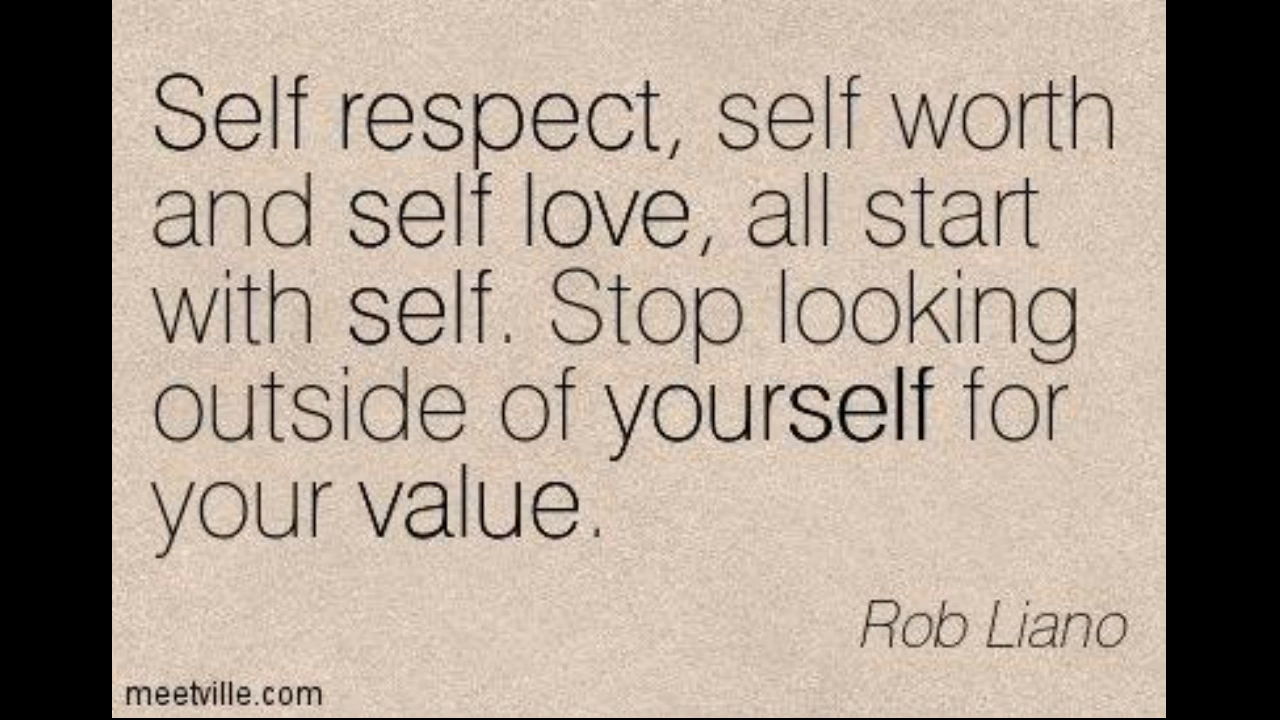 Self respect, self worth
and self love, all start
with self. Stop looking
outside of yourself for
your value.
Rob Liano
meetville.com